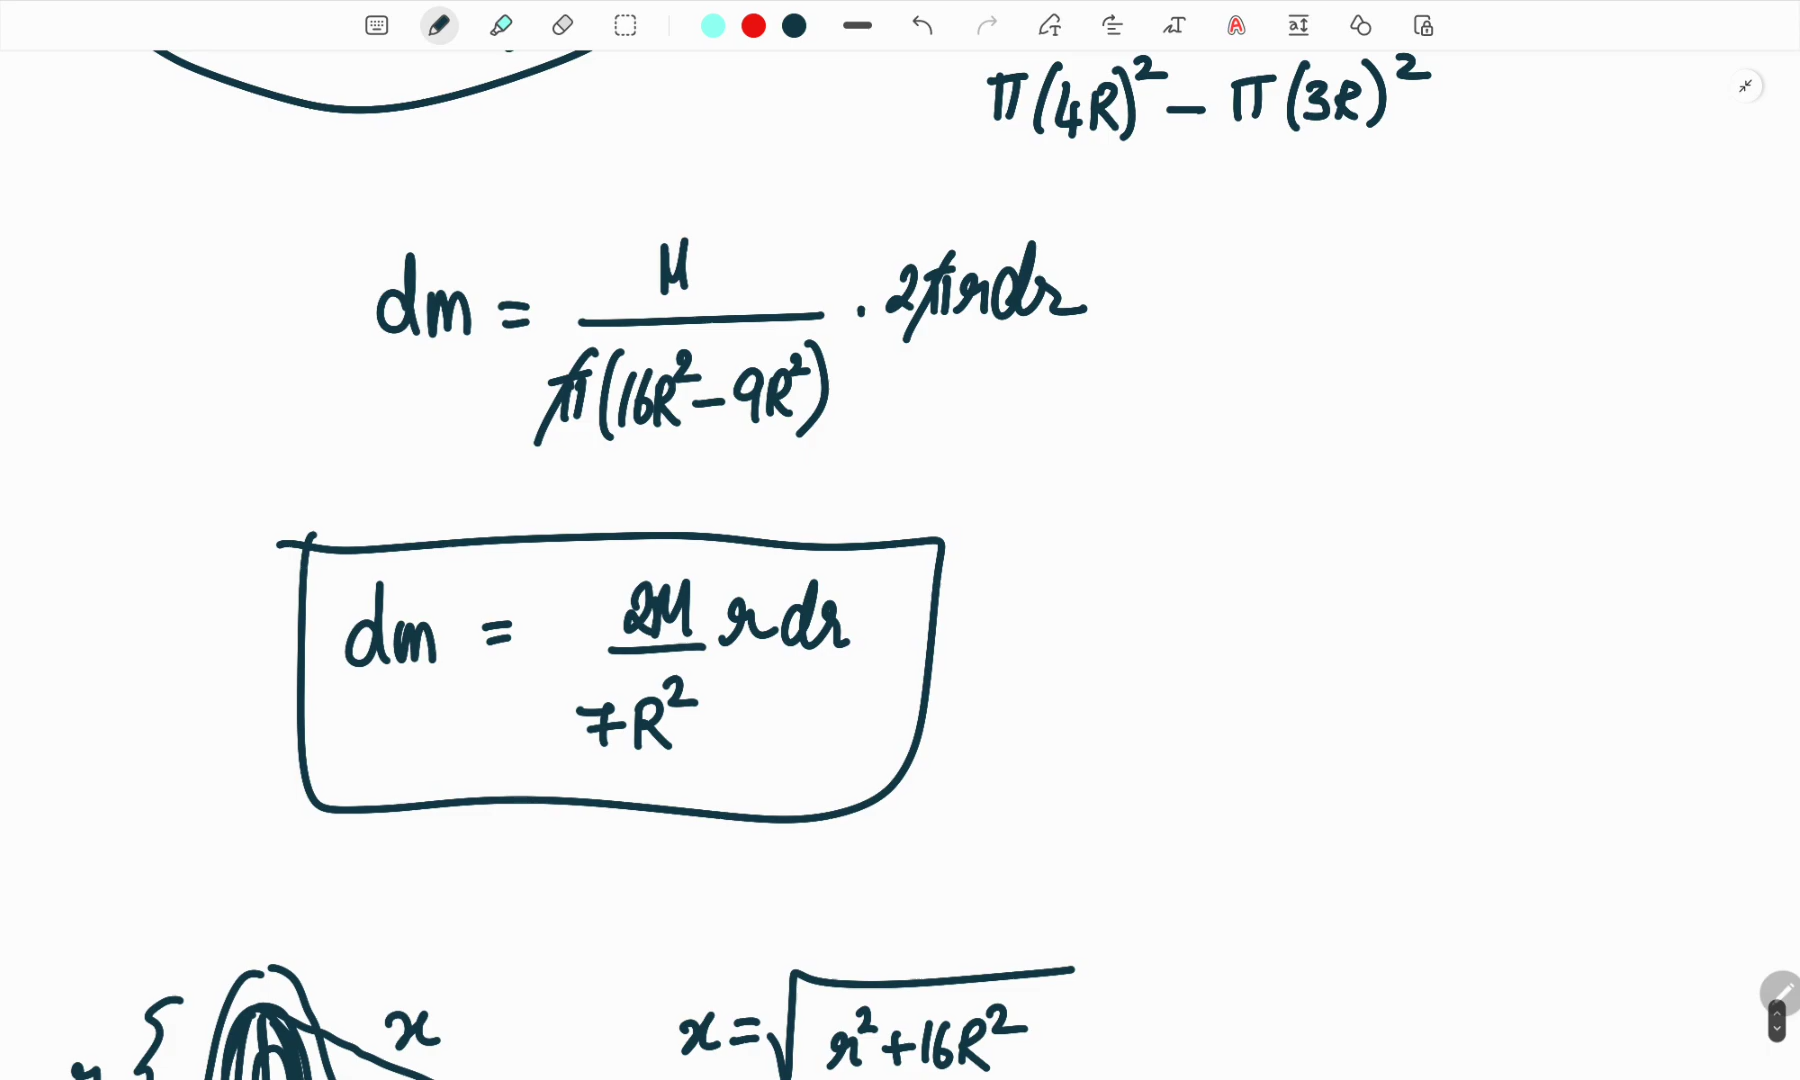 π(4R)² − π(3R)²
dm = M / π(16R² − 9R²) · 2πrdr
dm = 2M / 7R² rdr
x
x = √(r² + 16R²)
r